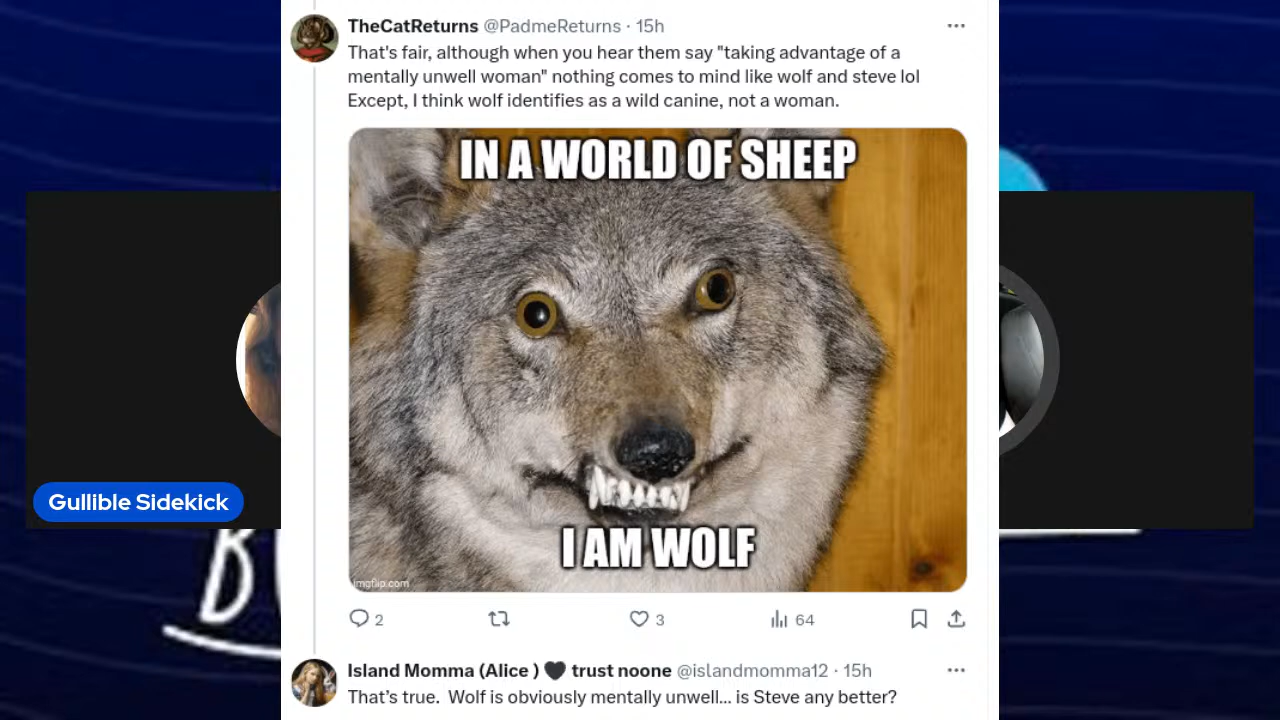 TheCatReturns @PadmeReturns · 15h
That's fair, although when you hear them say "taking advantage of a
mentally unwell woman" nothing comes to mind like wolf and steve lol
Except, I think wolf identifies as a wild canine, not a woman.
IN A WORLD OF SHEEP
I AM WOLF
imgflip.com
2
3
64
Gullible Sidekick
Island Momma (Alice ) 🖤 trust noone @islandmomma12 · 15h
That’s true.  Wolf is obviously mentally unwell... is Steve any better?